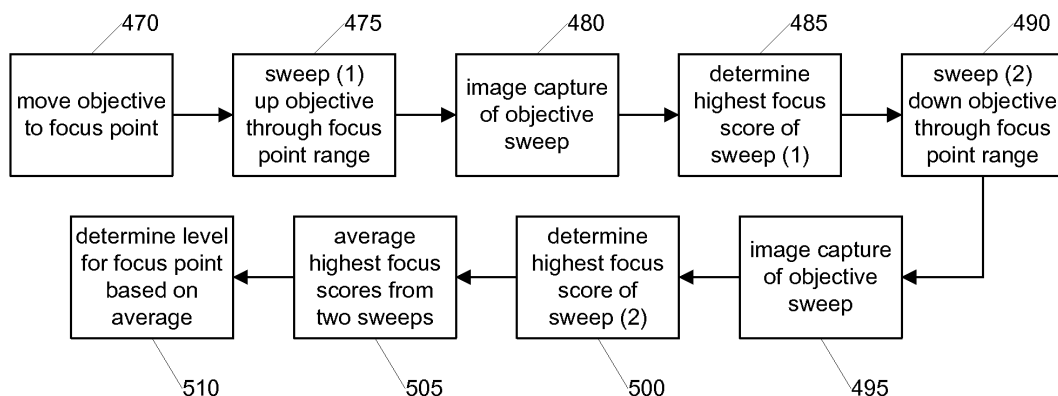 470
475
480
485
490
move objective
to focus point
sweep (1)
up objective
through focus
point range
image capture
of objective
sweep
determine
highest focus
score of
sweep (1)
sweep (2)
down objective
through focus
point range
determine level
for focus point
based on
average
average
highest focus
scores from
two sweeps
determine
highest focus
score of
sweep (2)
image capture
of objective
sweep
510
505
500
495